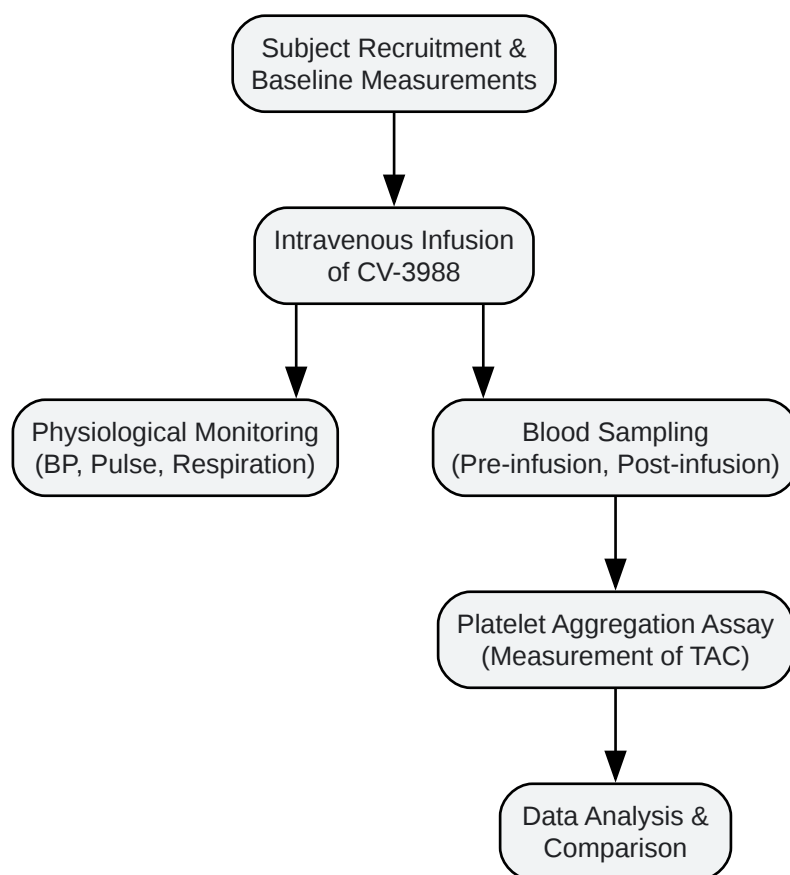 Subject Recruitment &
Baseline Measurements
Intravenous Infusion
of CV-3988
Physiological Monitoring
(BP, Pulse, Respiration)
Blood Sampling
(Pre-infusion, Post-infusion)
Platelet Aggregation Assay
(Measurement of TAC)
Data Analysis &
Comparison